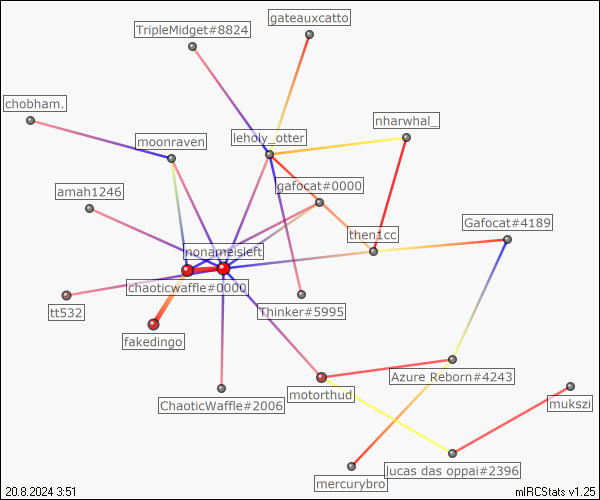 gateauxcatto
TripleMidget#8824
chobham.
nharwhal_
moonraven
leholy_otter
gafocat#0000
amah1246
Gafocat#4189
then1cc
nonameisleft
chaoticwaffle#0000
tt532
Thinker#5995
fakedingo
Azure Reborn#4243
motorthud
ChaoticWaffle#2006
mukszi
lucas das oppai#2396
mercurybro
20.8.2024 3:51
mIRCStats v1.25